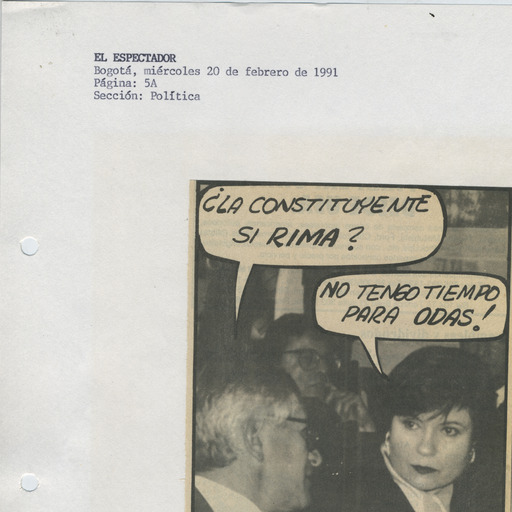 EL ESPECTADOR
Bogotá, miércoles 20 de febrero de 1991
Página: 5A
Sección: Política
¿LA CONSTITUYENTE
SI RIMA?
NO TENGO TIEMPO
PARA ODAS!